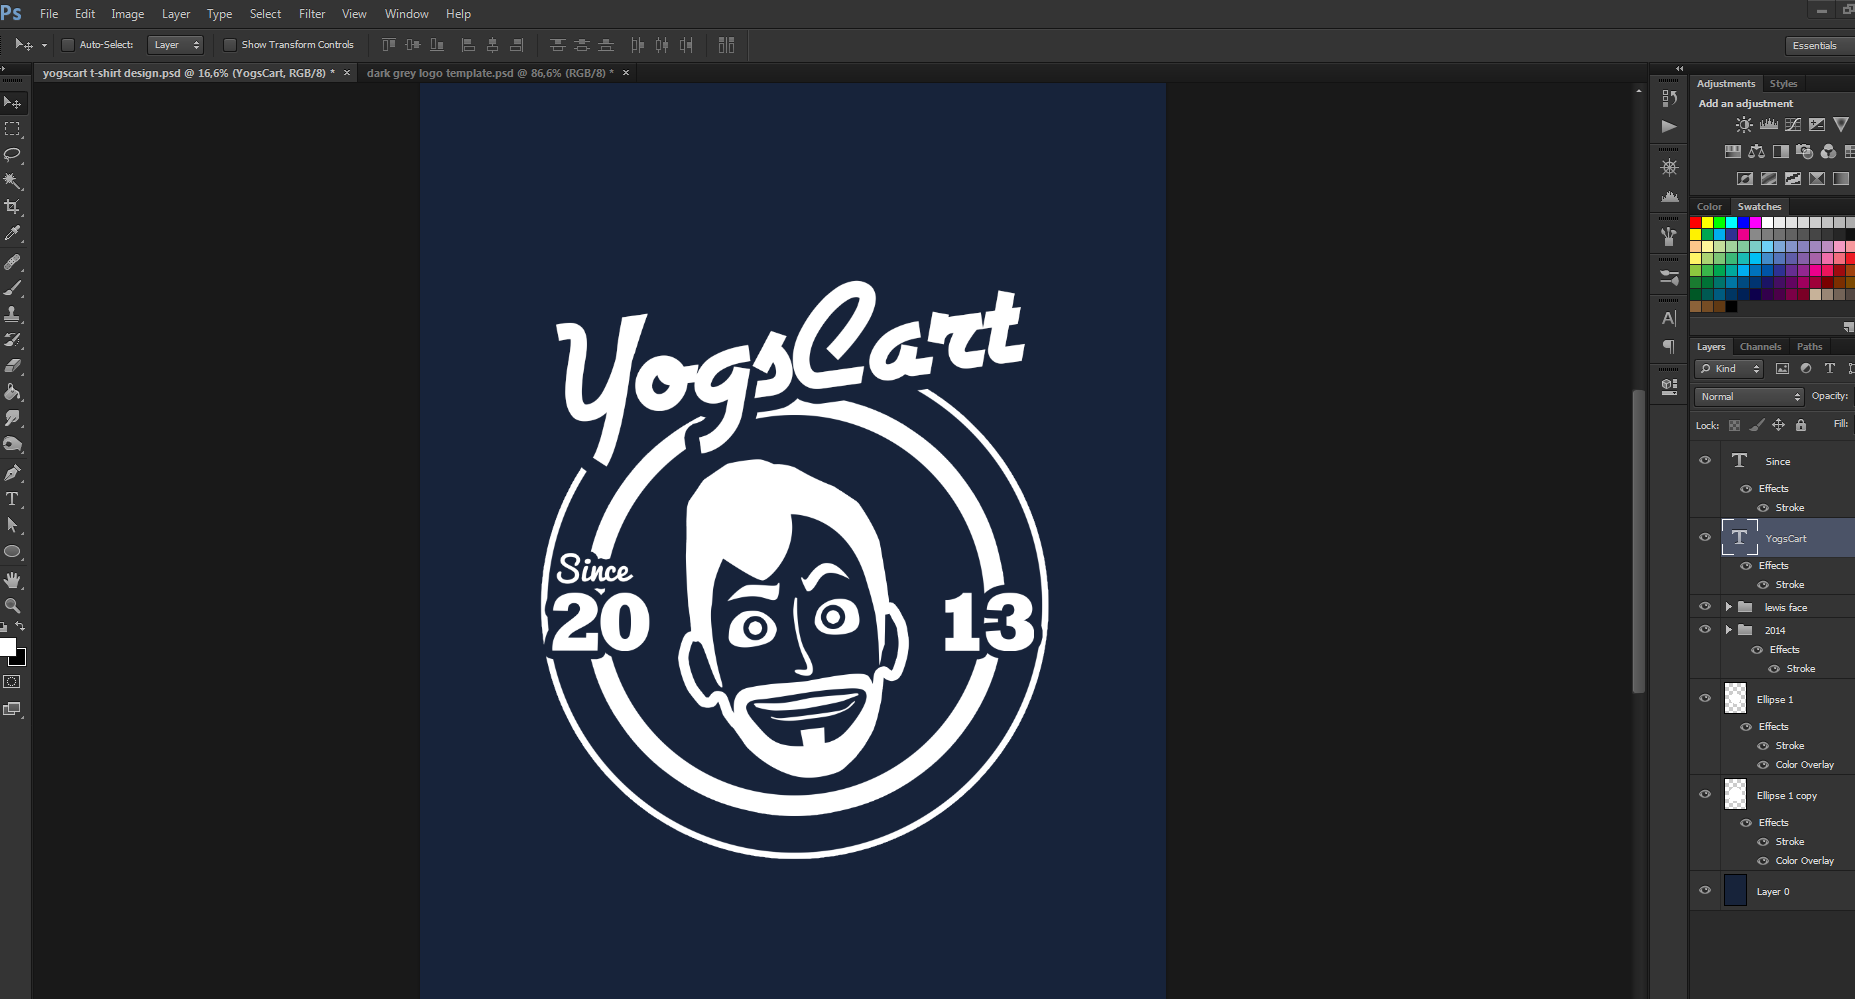 Ps File Edit Image Layer Type Select Filter View Window Help
Auto-Select: Layer Show Transform Controls Essentials
yogscart t-shirt design.psd @ 16,6% (YogsCart, RGB/8) * × dark grey logo template.psd @ 86,6% (RGB/8) * ×
Adjustments Styles
Add an adjustment
Color Swatches
Layers Channels Paths
Kind
Normal Opacity:
Lock: Fill:
Since
Effects
Stroke
YogsCart
Effects
Stroke
lewis face
2014
Effects
Stroke
Ellipse 1
Effects
Stroke
Color Overlay
Ellipse 1 copy
Effects
Stroke
Color Overlay
Layer 0
YogsCart
Since
20 13